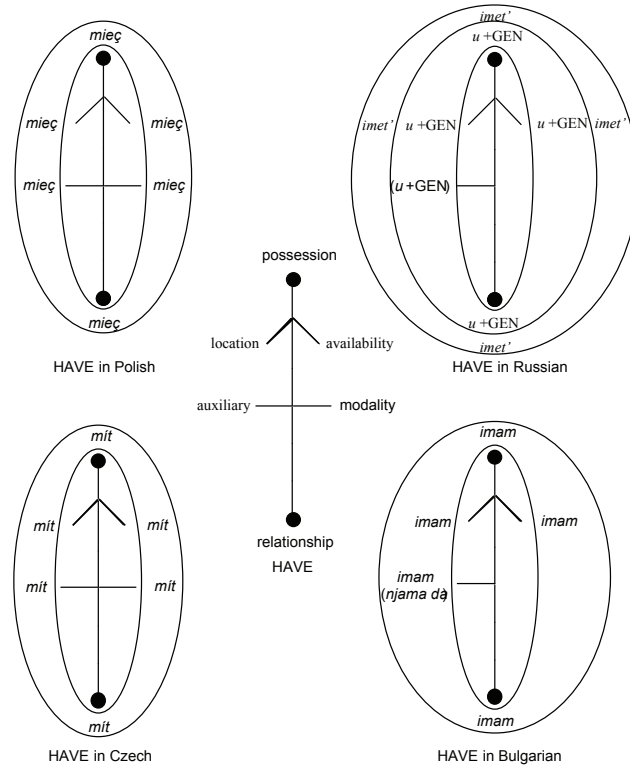 mieç
mieç mieç
mieç mieç
mieç
HAVE in Polish
imet’
u +GEN
imet’ u +GEN u +GEN imet’
(u +GEN)
u +GEN
imet’
HAVE in Russian
possession
location availability
auxiliary modality
relationship
HAVE
mít
mít mít
mít mít
mít
HAVE in Czech
imam
imam imam
imam
(njama da)
imam
HAVE in Bulgarian